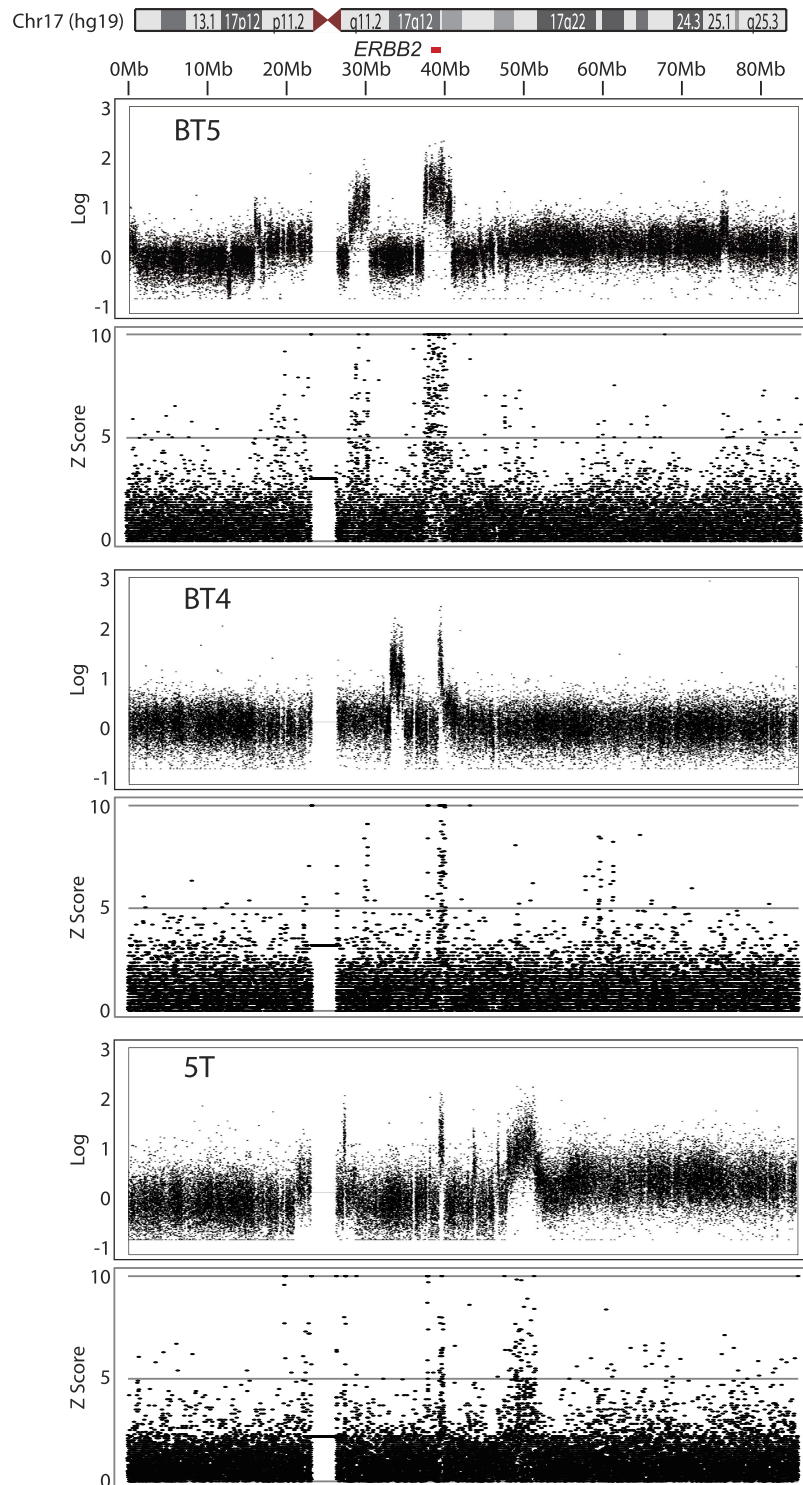 Chr17 (hg19) 13.1 17p12 p11.2 q11.2 17q12 17q22 24.3 25.1 q25.3
ERBB2
0Mb 10Mb 20Mb 30Mb 40Mb 50Mb 60Mb 70Mb 80Mb
3
BT5
2
Log
1
0
-1
10
Z Score
5
0
3
BT4
2
Log
1
0
-1
10
Z Score
5
0
3
5T
2
Log
1
0
-1
10
Z Score
5
0